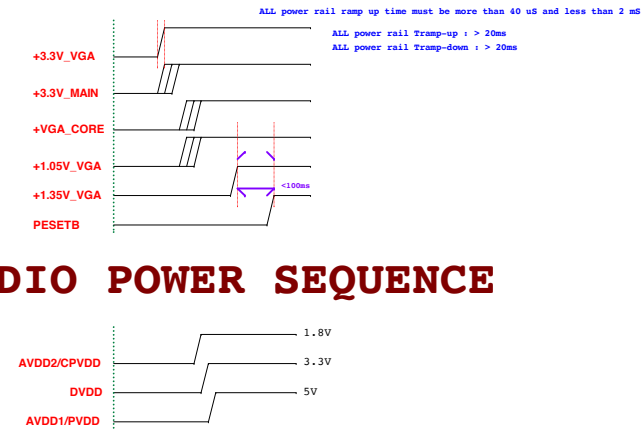 ALL power rail ramp up time must be more than 40 uS and less than 2 mS
ALL power rail Tramp-up : > 20ms
ALL power rail Tramp-down : > 20ms
+3.3V_VGA
+3.3V_MAIN
+VGA_CORE
+1.05V_VGA
+1.35V_VGA
<100ms
PESETB
DIO POWER SEQUENCE
1.8V
AVDD2/CPVDD
3.3V
DVDD
5V
AVDD1/PVDD